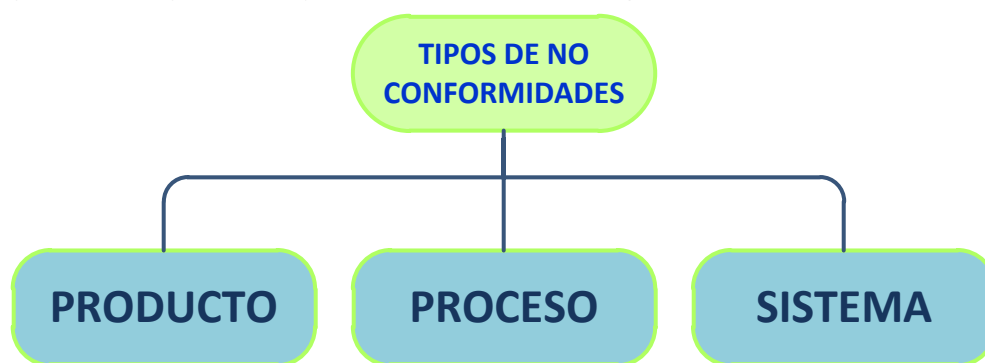 TIPOS DE NO
CONFORMIDADES
PRODUCTO
PROCESO
SISTEMA